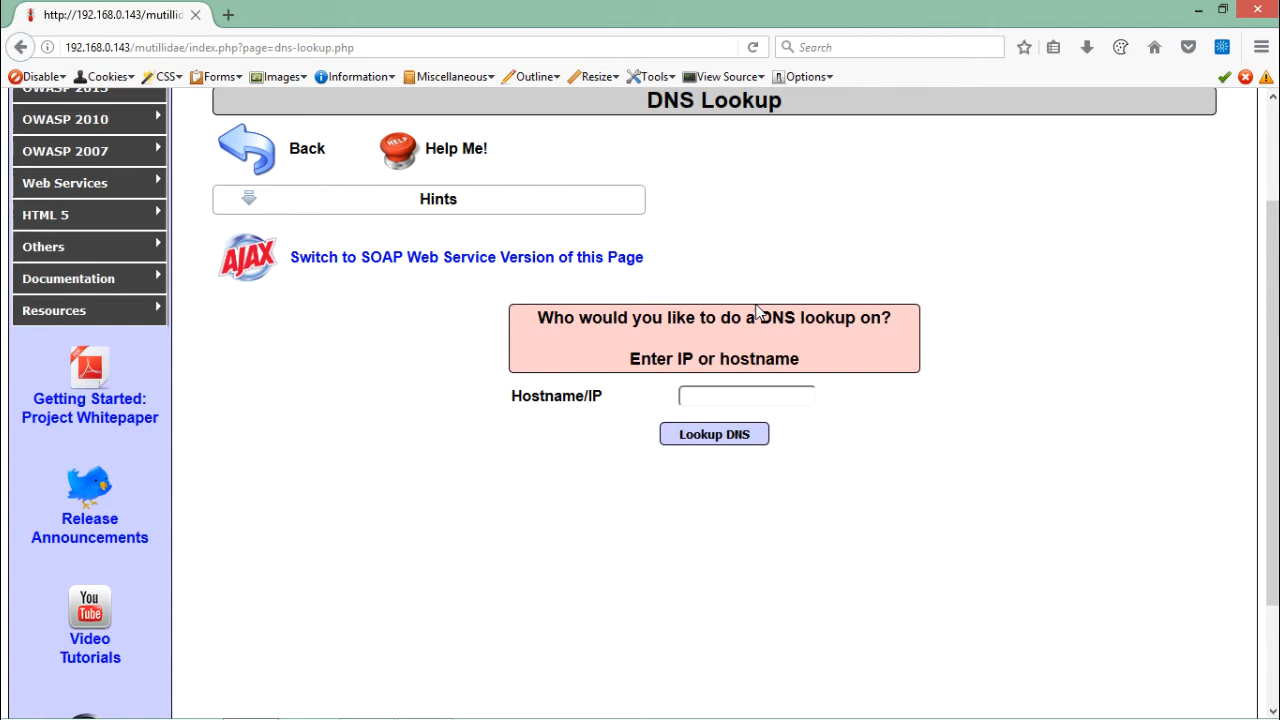 http://192.168.0.143/mutillid
192.168.0.143/mutillidae/index.php?page=dns-lookup.php
Search
Disable Cookies CSS Forms Images Information Miscellaneous Outline Resize Tools View Source Options
OWASP 2013
OWASP 2010
OWASP 2007
Web Services
HTML 5
Others
Documentation
Resources
Getting Started:
Project Whitepaper
Release
Announcements
You
Tube
Video
Tutorials
DNS Lookup
Back
HELP
Help Me!
Hints
AJAX
Switch to SOAP Web Service Version of this Page
Who would you like to do a DNS lookup on?
Enter IP or hostname
Hostname/IP
Lookup DNS